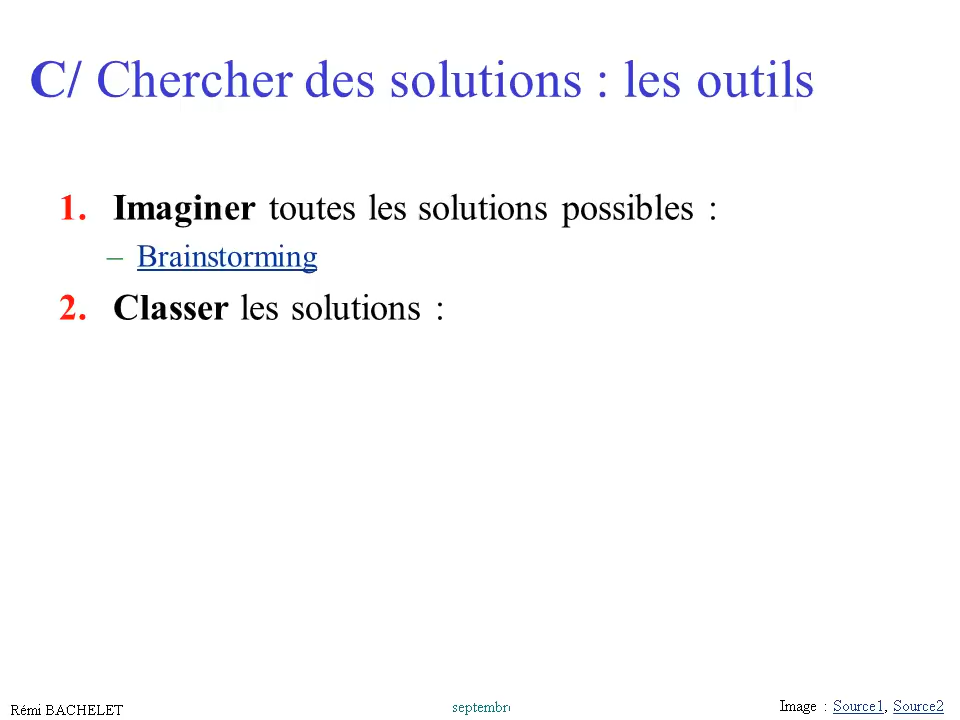 C/ Chercher des solutions : les outils
1. Imaginer toutes les solutions possibles :
– Brainstorming
2. Classer les solutions :
Rémi BACHELET
septembre
Image : Source1, Source2